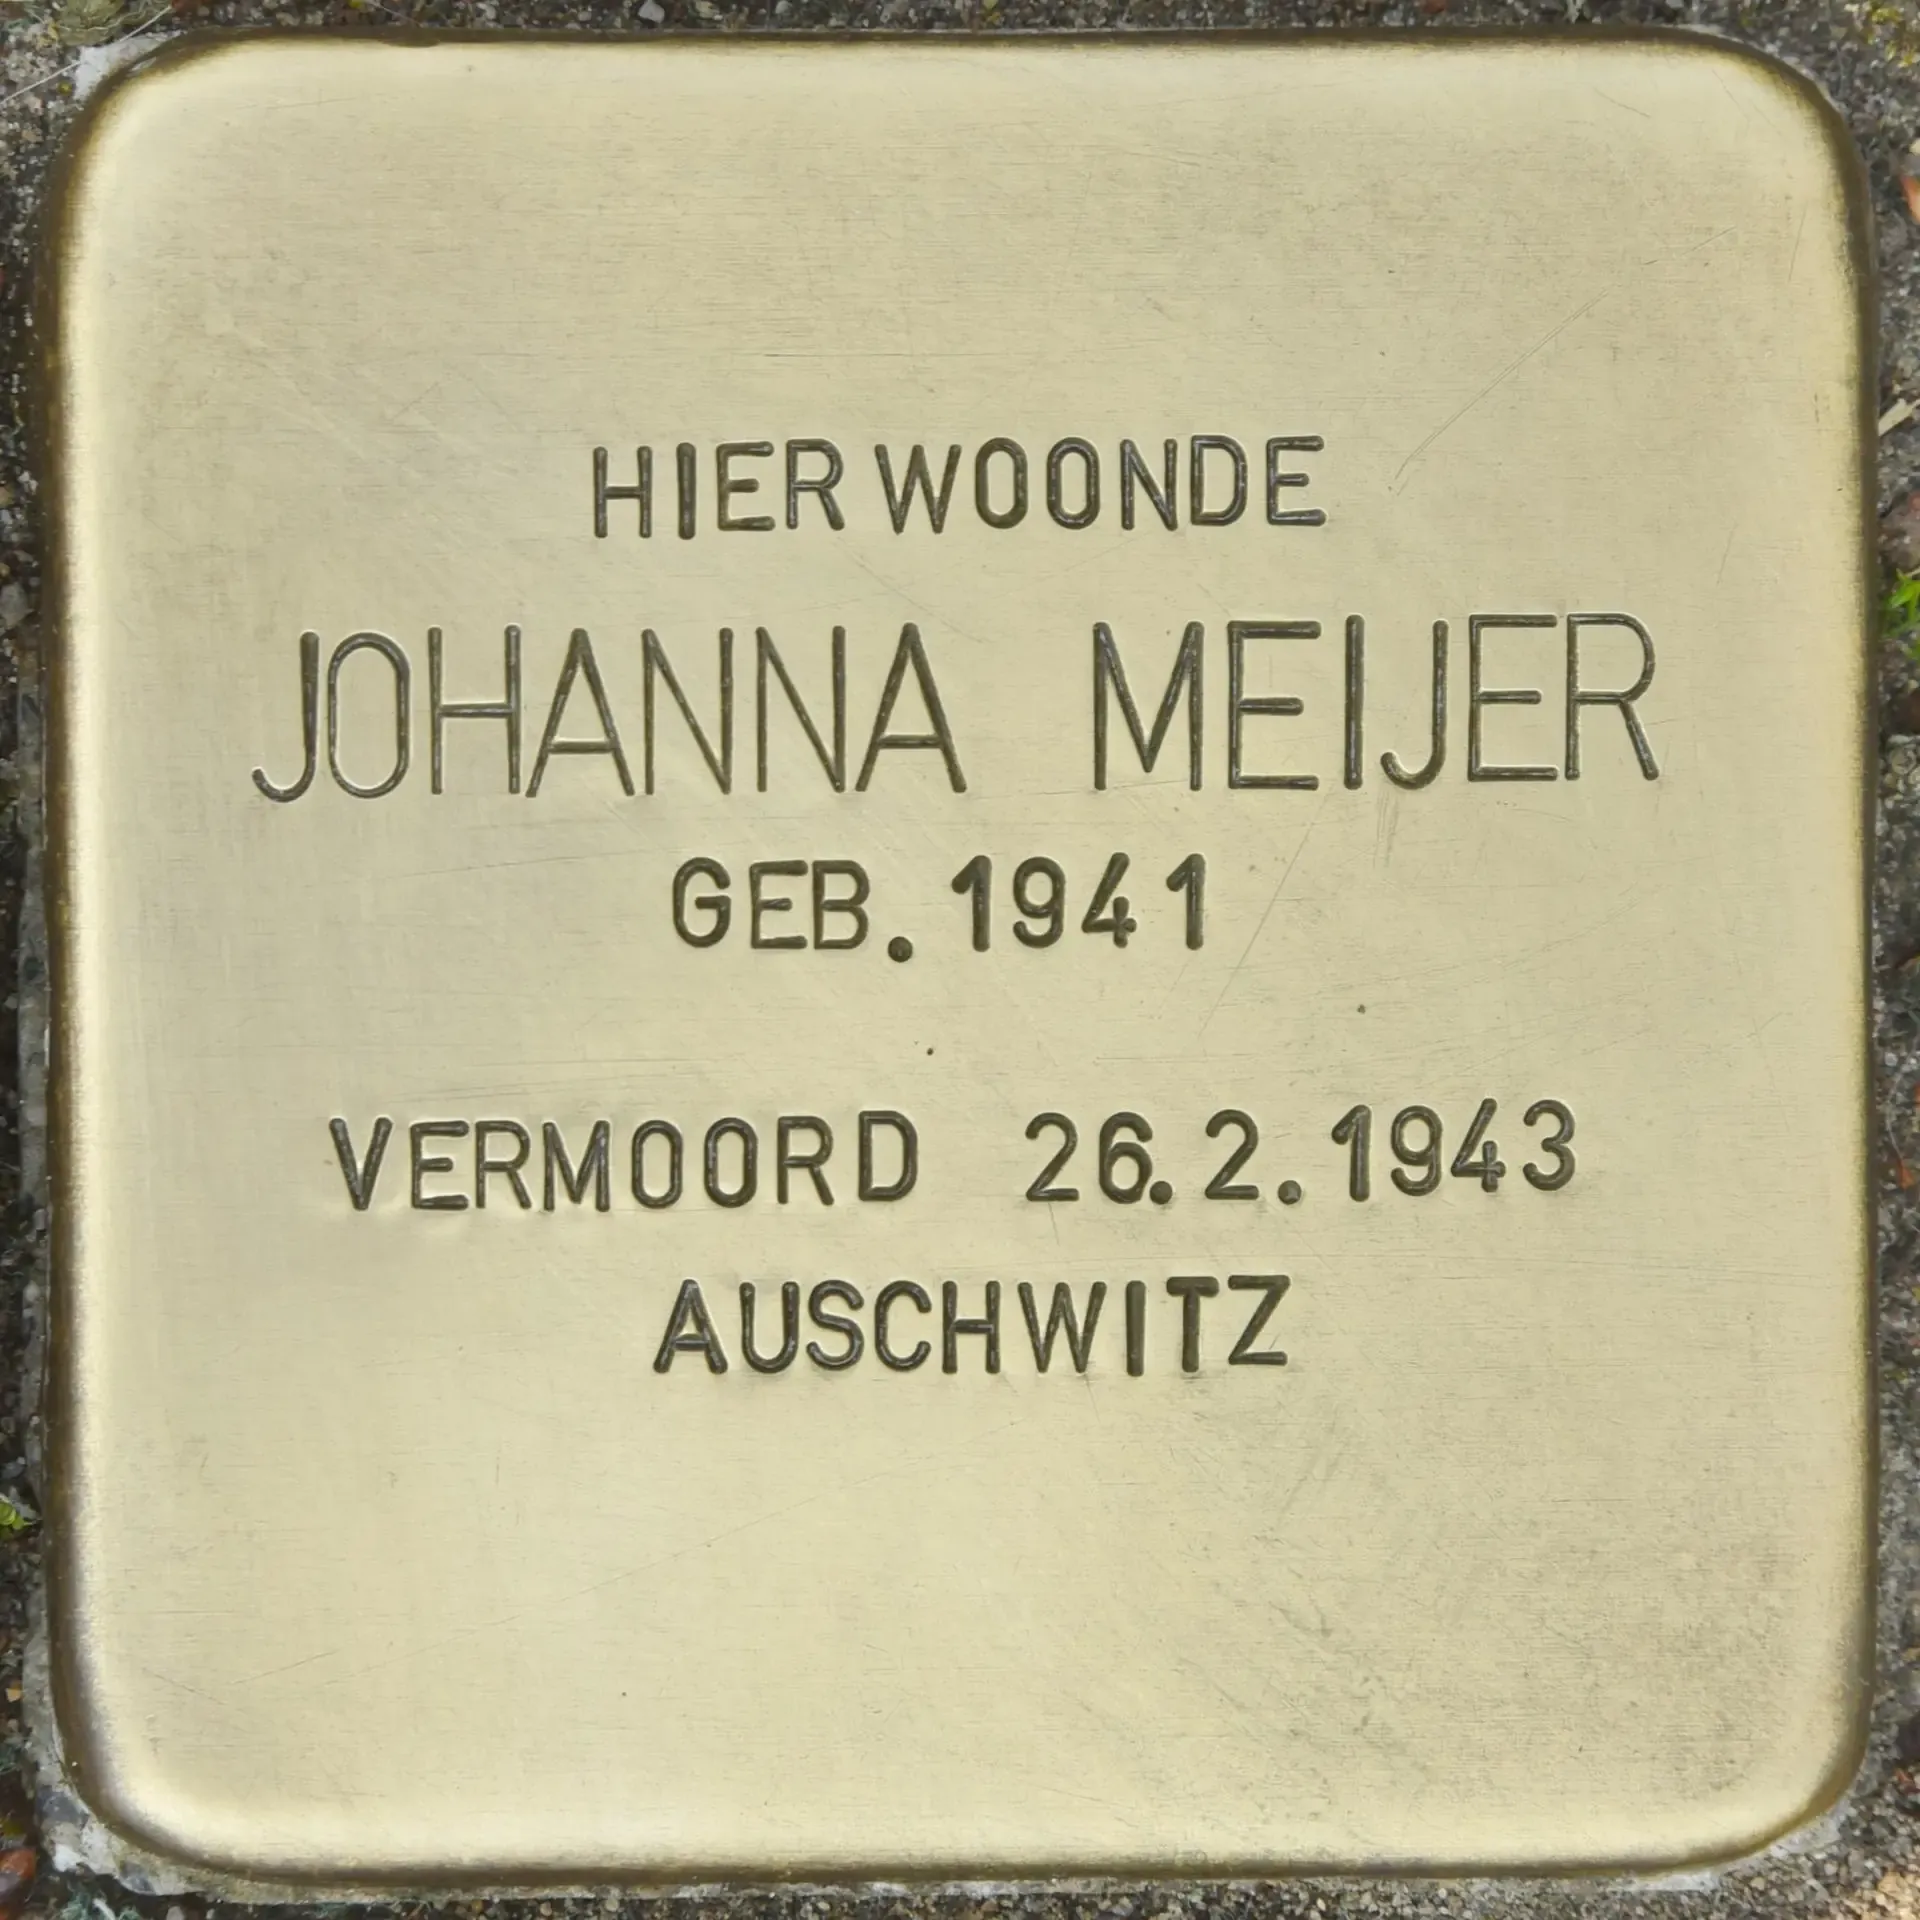 HIER WOONDE
JOHANNA MEIJER
GEB. 1941
VERMOORD 26.2.1943
AUSCHWITZ